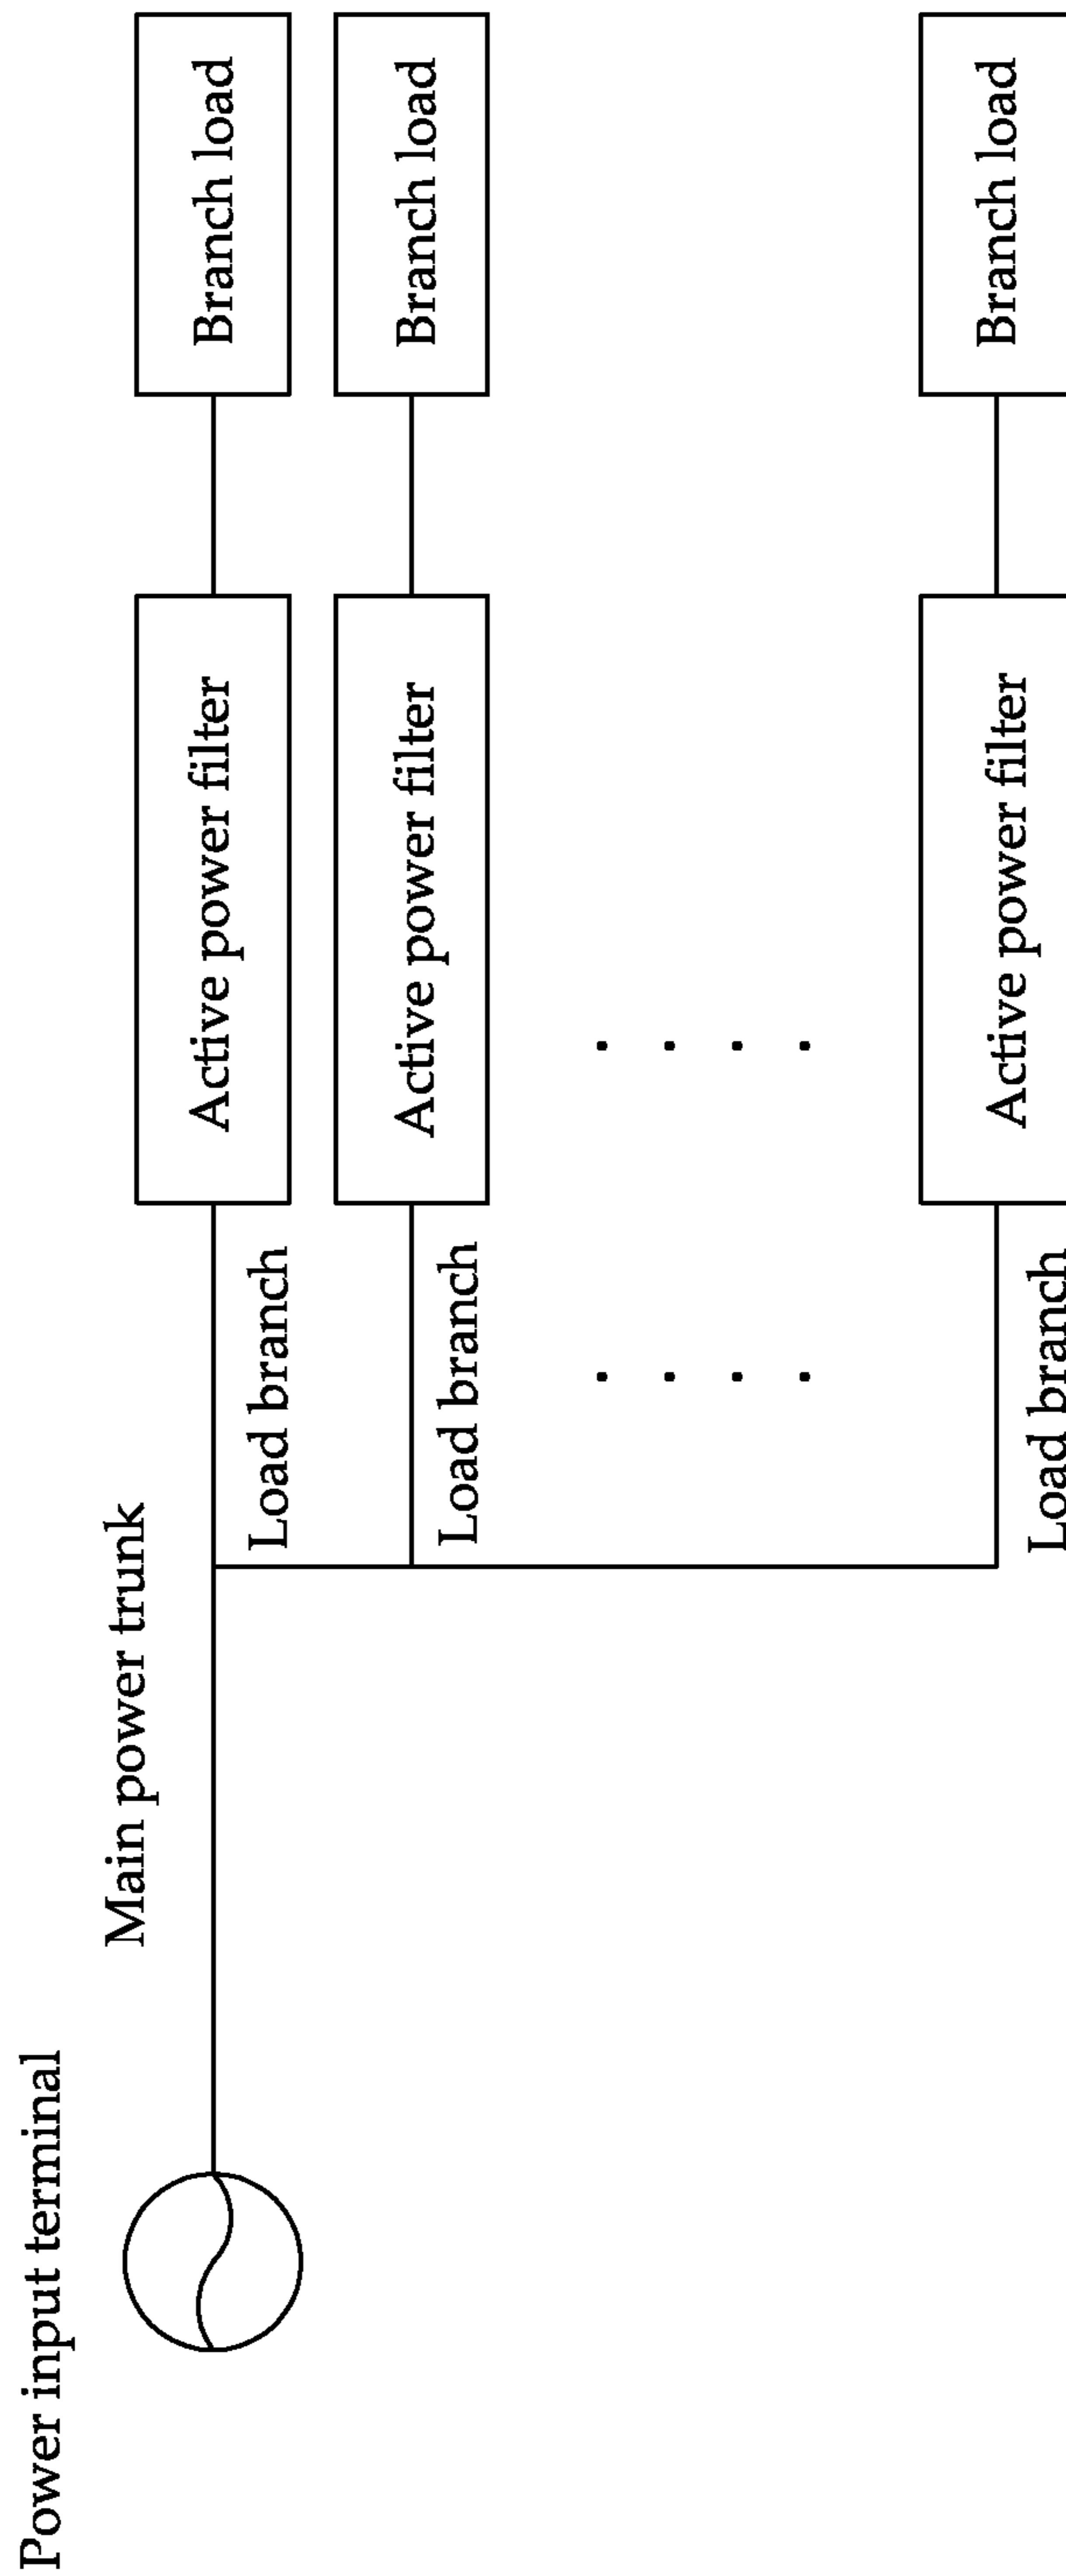 Power input terminal
Main power trunk
Load branch
Active power filter
Branch load
Load branch
Active power filter
Branch load
Load branch
Active power filter
Branch load